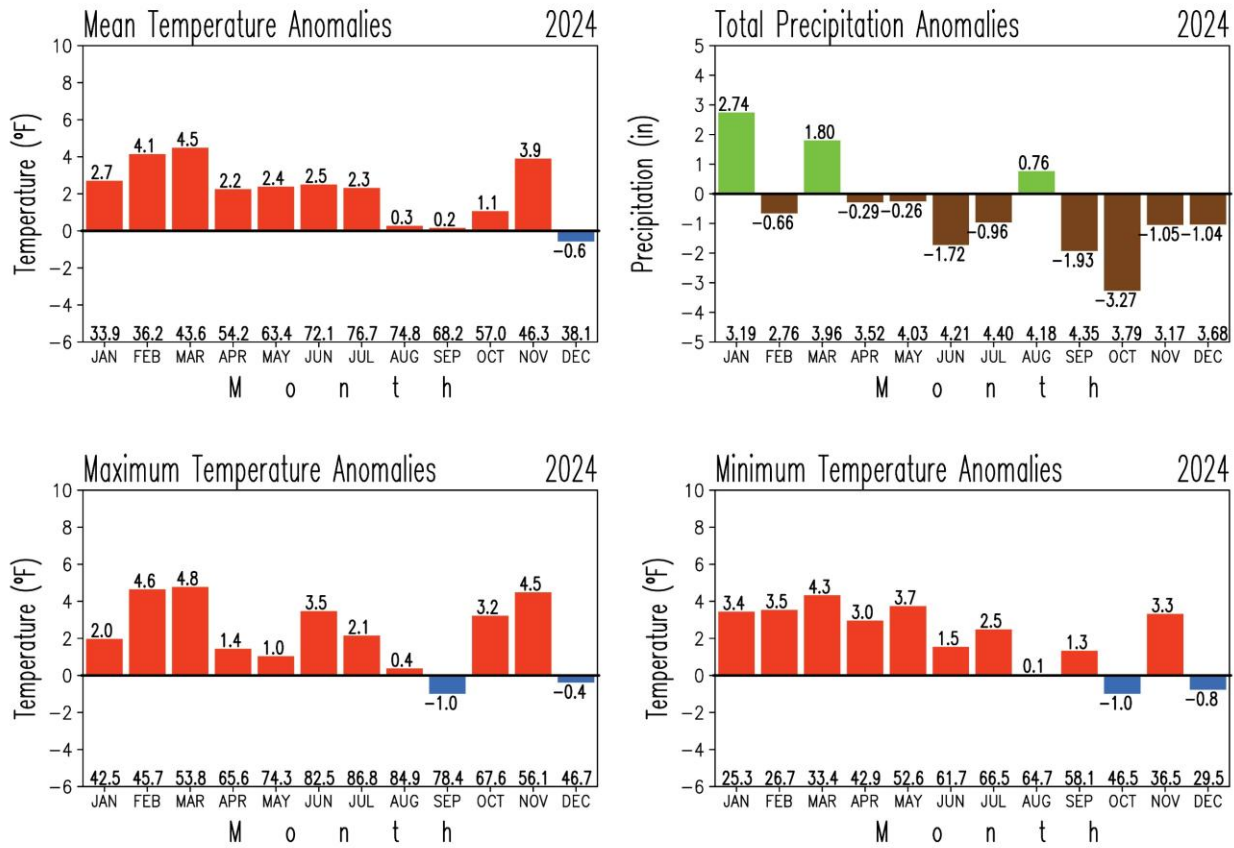 Mean Temperature Anomalies 2024
Temperature (°F)
10
8
6
4
2
0
−2
−4
−6
2.7 4.1 4.5 2.2 2.4 2.5 2.3 0.3 0.2 1.1 3.9 −0.6
33.9 36.2 43.6 54.2 63.4 72.1 76.7 74.8 68.2 57.0 46.3 38.1
JAN FEB MAR APR MAY JUN JUL AUG SEP OCT NOV DEC
Month
Total Precipitation Anomalies 2024
Precipitation (in)
5
4
3
2
1
0
−1
−2
−3
−4
−5
2.74 −0.66 1.80 −0.29 −0.26 −1.72 −0.96 0.76 −1.93 −3.27 −1.05 −1.04
3.19 2.76 3.96 3.52 4.03 4.21 4.40 4.18 4.35 3.79 3.17 3.68
JAN FEB MAR APR MAY JUN JUL AUG SEP OCT NOV DEC
Month
Maximum Temperature Anomalies 2024
Temperature (°F)
10
8
6
4
2
0
−2
−4
−6
2.0 4.6 4.8 1.4 1.0 3.5 2.1 0.4 −1.0 3.2 4.5 −0.4
42.5 45.7 53.8 65.6 74.3 82.5 86.8 84.9 78.4 67.6 56.1 46.7
JAN FEB MAR APR MAY JUN JUL AUG SEP OCT NOV DEC
Month
Minimum Temperature Anomalies 2024
Temperature (°F)
10
8
6
4
2
0
−2
−4
−6
3.4 3.5 4.3 3.0 3.7 1.5 2.5 0.1 1.3 −1.0 3.3 −0.8
25.3 26.7 33.4 42.9 52.6 61.7 66.5 64.7 58.1 46.5 36.5 29.5
JAN FEB MAR APR MAY JUN JUL AUG SEP OCT NOV DEC
Month